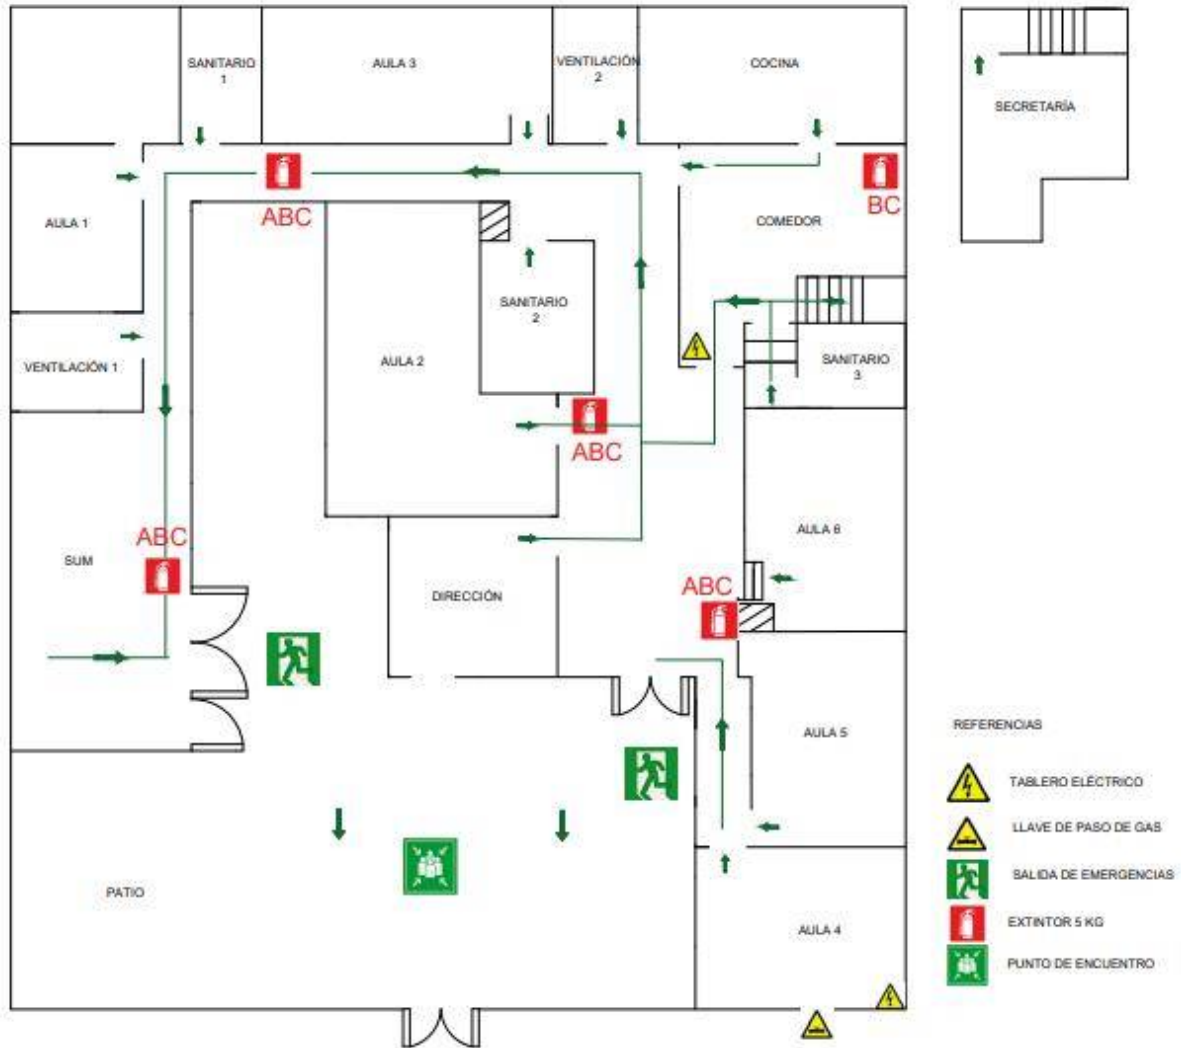 SANITARIO
1
AULA 3
VENTILACIÓN
2
COCINA
SECRETARÍA
ABC
BC
AULA 1
COMEDOR
SANITARIO
2
VENTILACIÓN 1
AULA 2
SANITARIO
3
ABC
ABC
SUM
AULA 6
ABC
DIRECCIÓN
REFERENCIAS
AULA 5
TABLERO ELÉCTRICO
LLAVE DE PASO DE GAS
SALIDA DE EMERGENCIAS
PATIO
EXTINTOR 5 KG
AULA 4
PUNTO DE ENCUENTRO